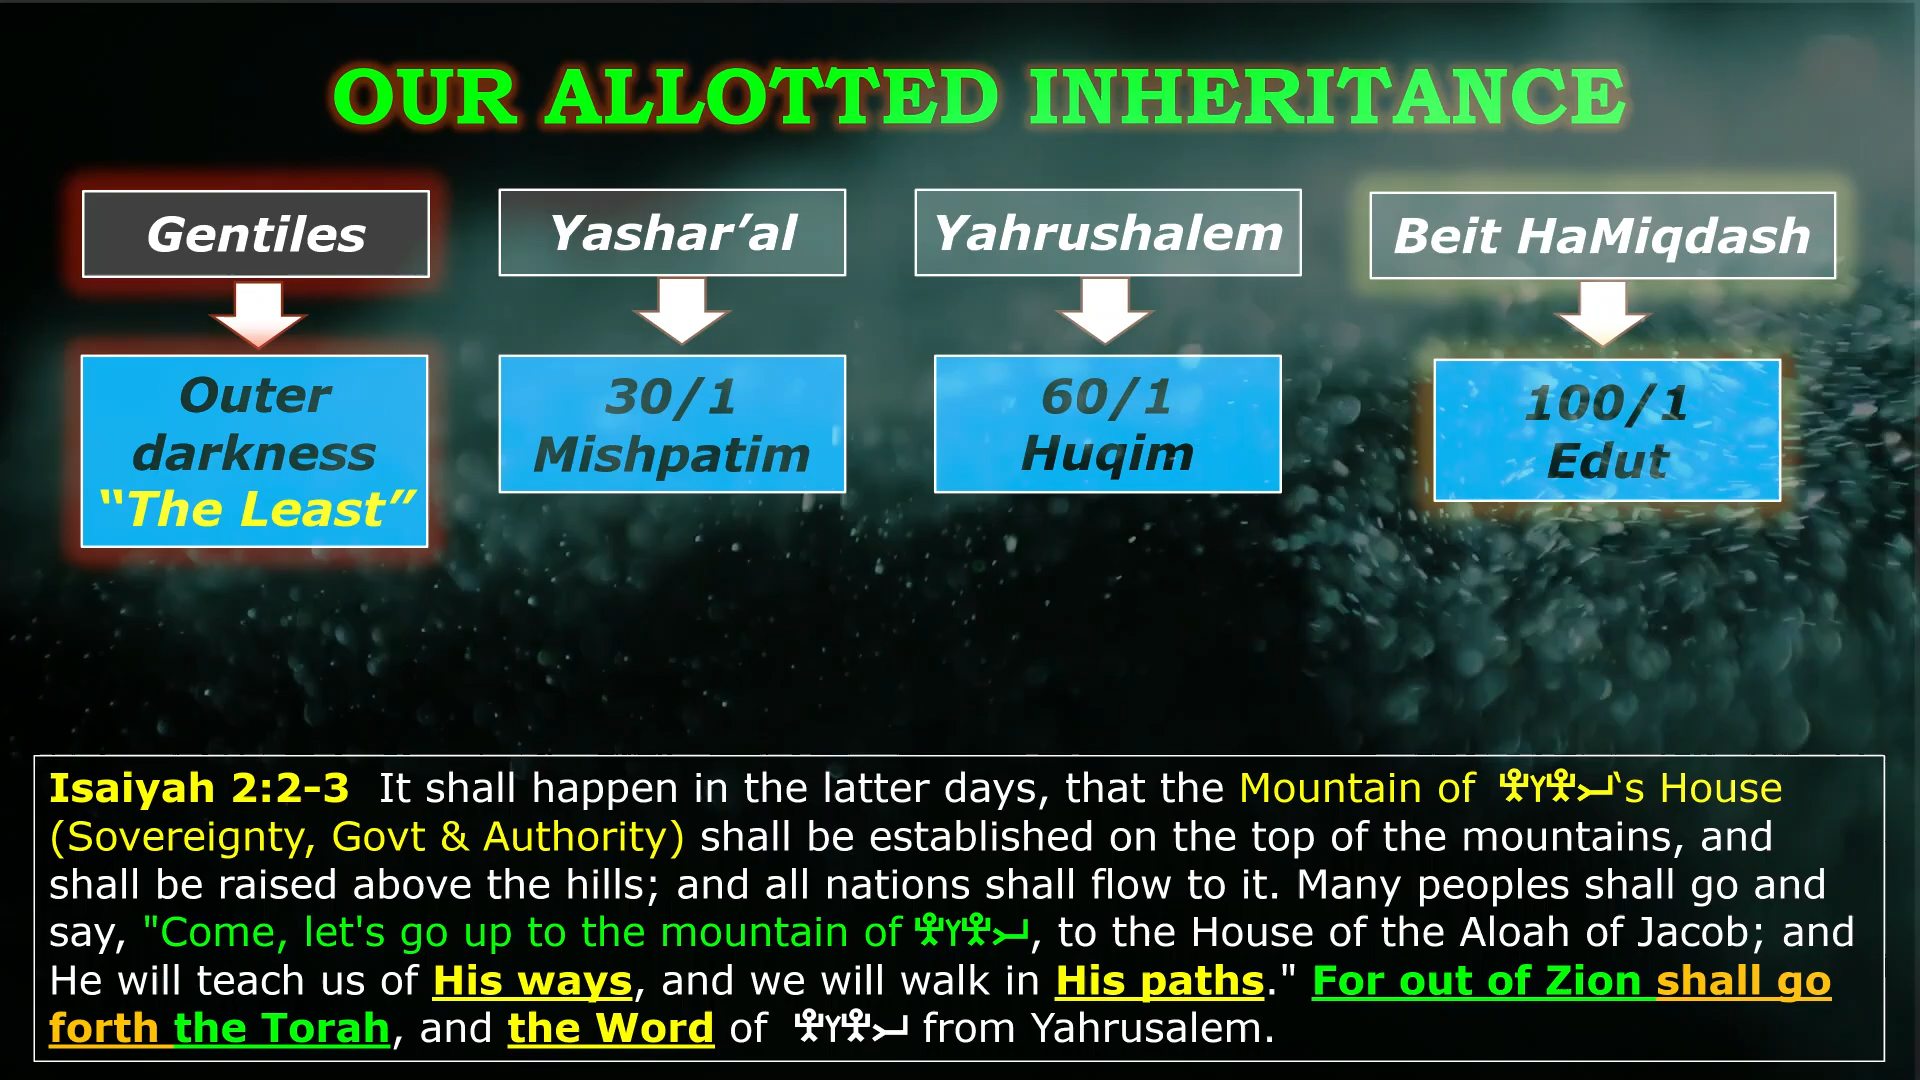 OUR ALLOTTED INHERITANCE
Gentiles
Yashar’al
Yahrushalem
Beit HaMiqdash
Outer
darkness
“The Least”
30/1
Mishpatim
60/1
Huqim
100/1
Edut
Isaiyah 2:2-3 It shall happen in the latter days, that the Mountain of 𐤉𐤄𐤅𐤄‘s House
(Sovereignty, Govt & Authority) shall be established on the top of the mountains, and
shall be raised above the hills; and all nations shall flow to it. Many peoples shall go and
say, "Come, let's go up to the mountain of 𐤉𐤄𐤅𐤄, to the House of the Aloah of Jacob; and
He will teach us of His ways, and we will walk in His paths." For out of Zion shall go
forth the Torah, and the Word of 𐤉𐤄𐤅𐤄 from Yahrusalem.